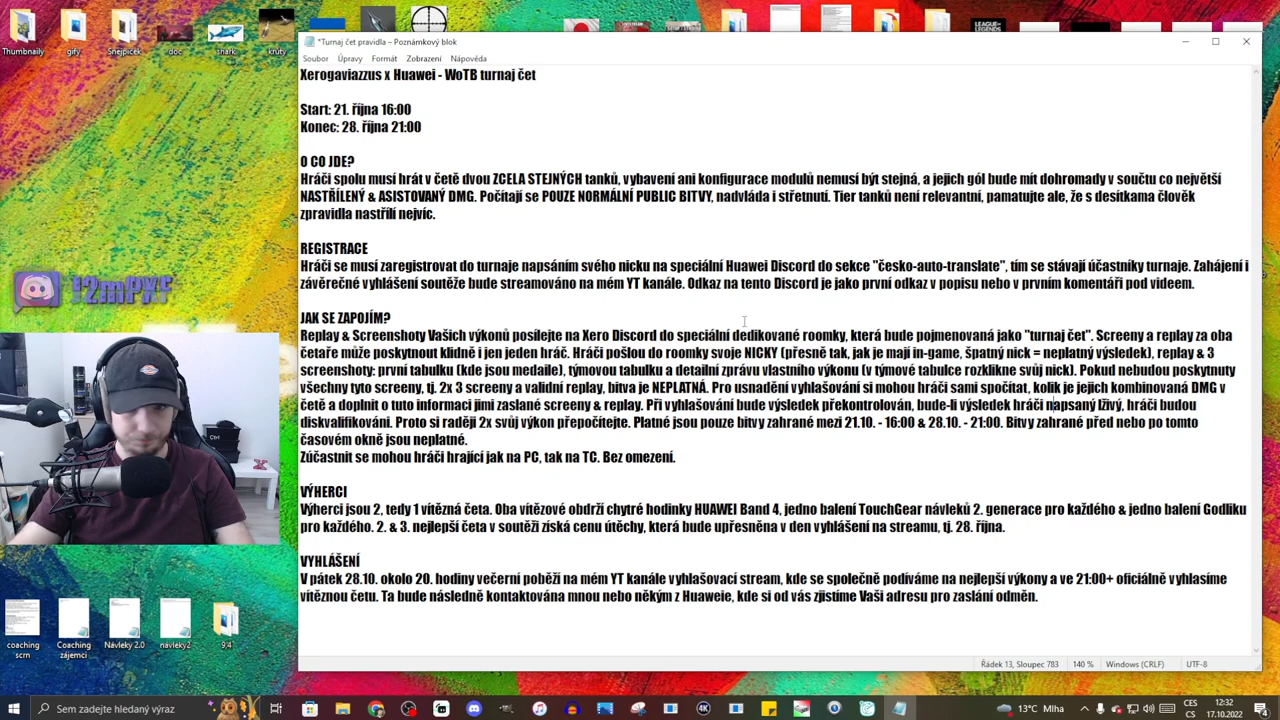 Thumbnaily
gify
Snejpíček
doc
shark
kruty
LEAGUE of LEGENDS
*Turnaj čet pravidla – Poznámkový blok
Soubor Úpravy Formát Zobrazení Nápověda
Xerogaviazzus x Huawei - WoTB turnaj čet
Start: 21. října 16:00
Konec: 28. října 21:00
O CO JDE?
Hráči spolu musí hrát v četě dvou ZCELA STEJNÝCH tanků, vybavení ani konfigurace modulů nemusí být stejná, a jejich gól bude mít dohromady v součtu co největší
NASTŘÍLENÝ & ASISTOVANÝ DMG. Počítají se POUZE NORMÁLNÍ PUBLIC BITVY, nadvláda i střetnutí. Tier tanků není relevantní, pamatujte ale, že s desítkama člověk
zpravidla nastřílí nejvíc.
REGISTRACE
Hráči se musí zaregistrovat do turnaje napsáním svého nicku na speciální Huawei Discord do sekce "česko-auto-translate", tím se stávají účastníky turnaje. Zahájení i
závěrečné vyhlášení soutěže bude streamováno na mém YT kanále. Odkaz na tento Discord je jako první odkaz v popisu nebo v prvním komentáři pod videem.
JAK SE ZAPOJÍM?
Replay & Screenshoty Vašich výkonů posílejte na Xero Discord do speciální dedikované roomky, která bude pojmenovaná jako "turnaj čet". Screeny a replay za oba
četaře může poskytnout klidně i jen jeden hráč. Hráči pošlou do roomky svoje NICKY (přesně tak, jak je mají in-game, špatný nick = neplatný výsledek), replay & 3
screenshoty: první tabulku (kde jsou medaile), týmovou tabulku a detailní zprávu vlastního výkonu (v týmové tabulce rozklikne svůj nick). Pokud nebudou poskytnuty
všechny tyto screeny, tj. 2x 3 screeny a validní replay, bitva je NEPLATNÁ. Pro usnadnění vyhlašování si mohou hráči sami spočítat, kolik je jejich kombinovaná DMG v
četě a doplnit o tuto informaci jimi zaslané screeny & replay. Při vyhlašování bude výsledek překontrolován, bude-li výsledek hráči napsaný lživý, hráči budou
diskvalifikováni. Proto si raději 2x svůj výkon přepočítejte. Platné jsou pouze bitvy zahrané mezi 21.10. - 16:00 & 28.10. - 21:00. Bitvy zahrané před nebo po tomto
časovém okně jsou neplatné.
Zúčastnit se mohou hráči hrající jak na PC, tak na TC. Bez omezení.
VÝHERCI
Výherci jsou 2, tedy 1 vítězná četa. Oba vítězové obdrží chytré hodinky HUAWEI Band 4, jedno balení TouchGear návleků 2. generace pro každého & jedno balení Godliku
pro každého. 2. & 3. nejlepší četa v soutěži získá cenu útěchy, která bude upřesněna v den vyhlášení na streamu, tj. 28. října.
VYHLÁŠENÍ
V pátek 28.10. okolo 20. hodiny večerní poběží na mém YT kanále vyhlašovací stream, kde se společně podíváme na nejlepší výkony a ve 21:00+ oficiálně vyhlasíme
vítěznou četu. Ta bude následně kontaktována mnou nebo někým z Huaweie, kde si od vás zjistíme Vaši adresu pro zaslání odměn.
!2mPXF
Ctrl
coaching scrn
Coaching zájemci
Návleky 2.0
návleky2
9,4
Řádek 13, Sloupec 783 140 % Windows (CRLF) UTF-8
Sem zadejte hledaný výraz
13°C Mlha
CES
CS
12:32
17.10.2022